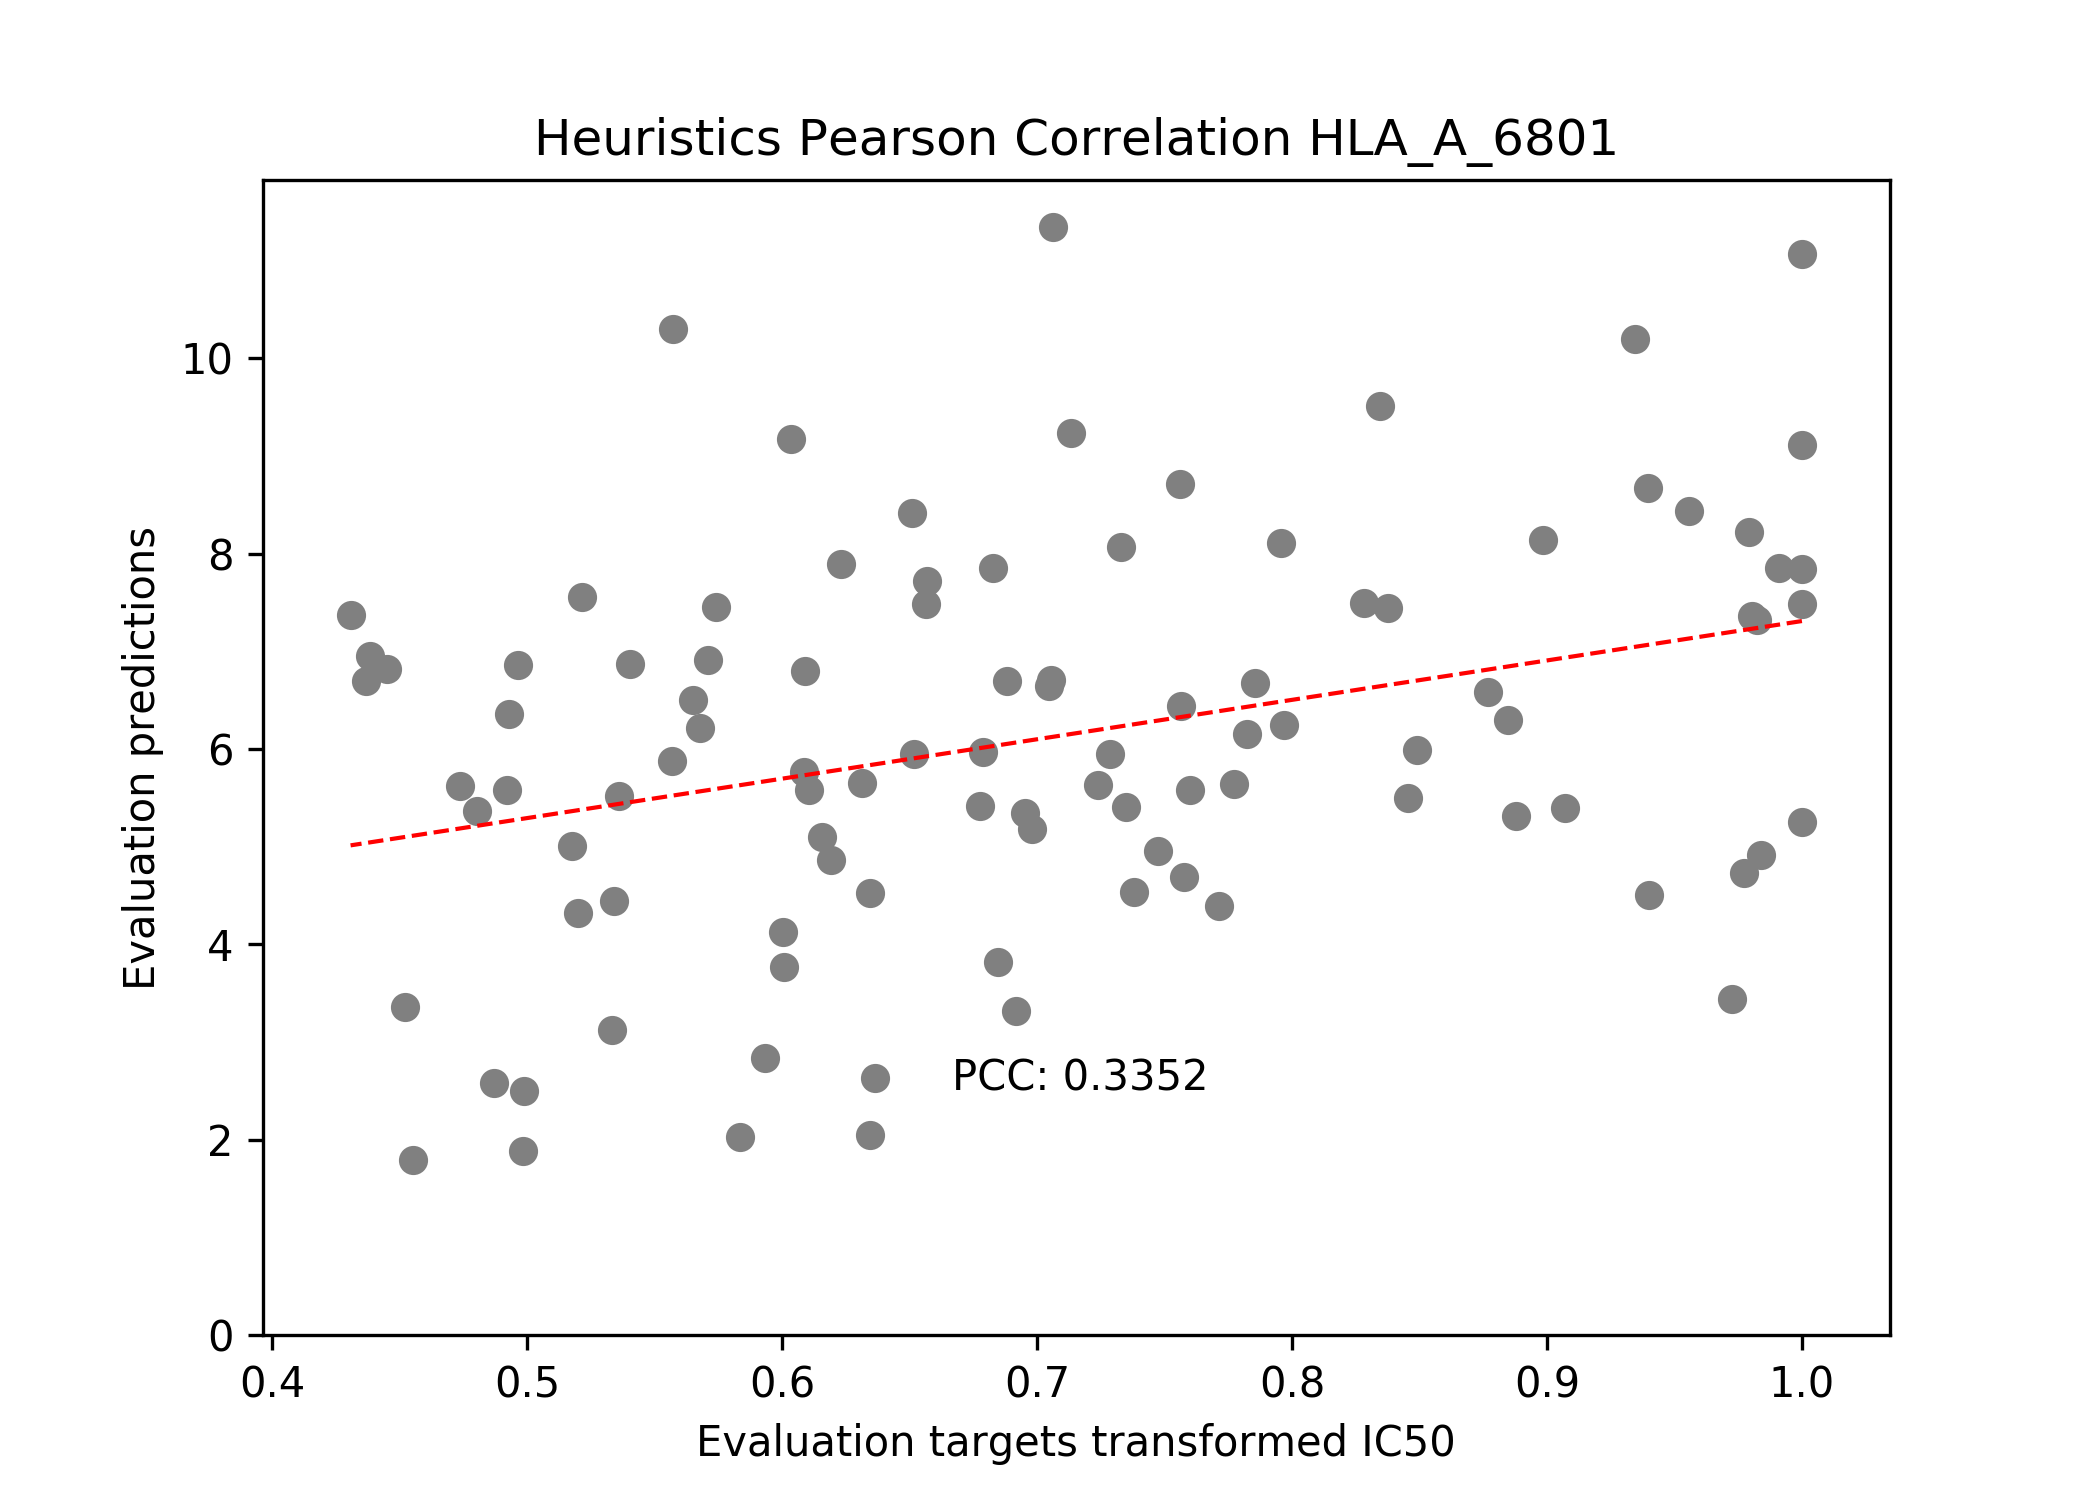 Heuristics Pearson Correlation HLA_A_6801
Evaluation predictions
10
8
6
4
2
0
PCC: 0.3352
0.4 0.5 0.6 0.7 0.8 0.9 1.0
Evaluation targets transformed IC50